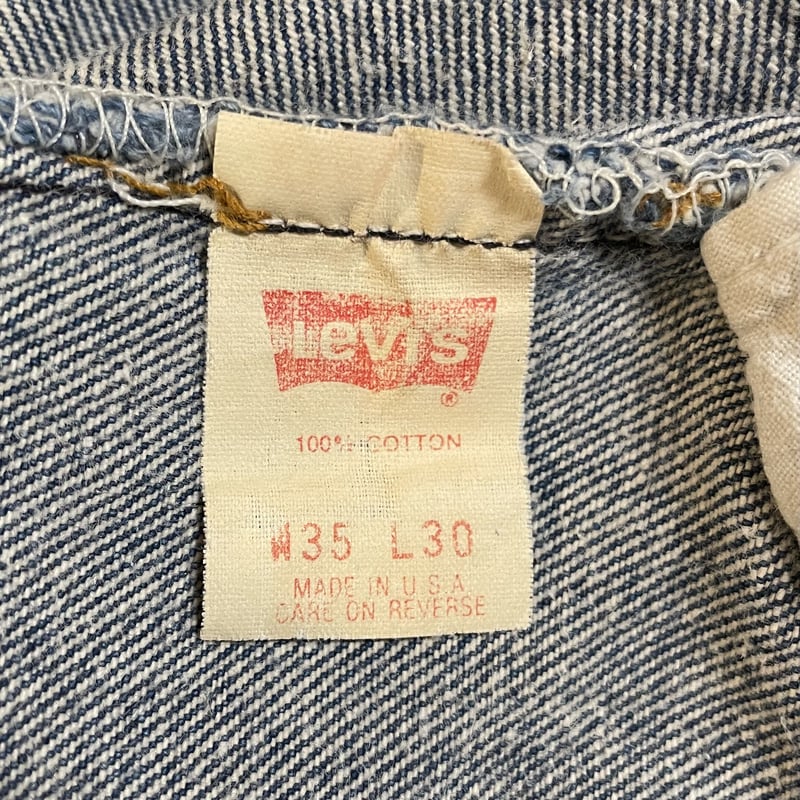 Levi's
®
100% COTTON
W35 L30
MADE IN U S A
CARE ON REVERSE